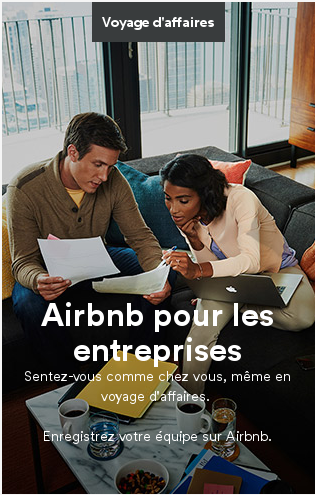 Voyage d'affaires
Airbnb pour les
entreprises
Sentez-vous comme chez vous, même en
voyage d'affaires.
Enregistrez votre équipe sur Airbnb.